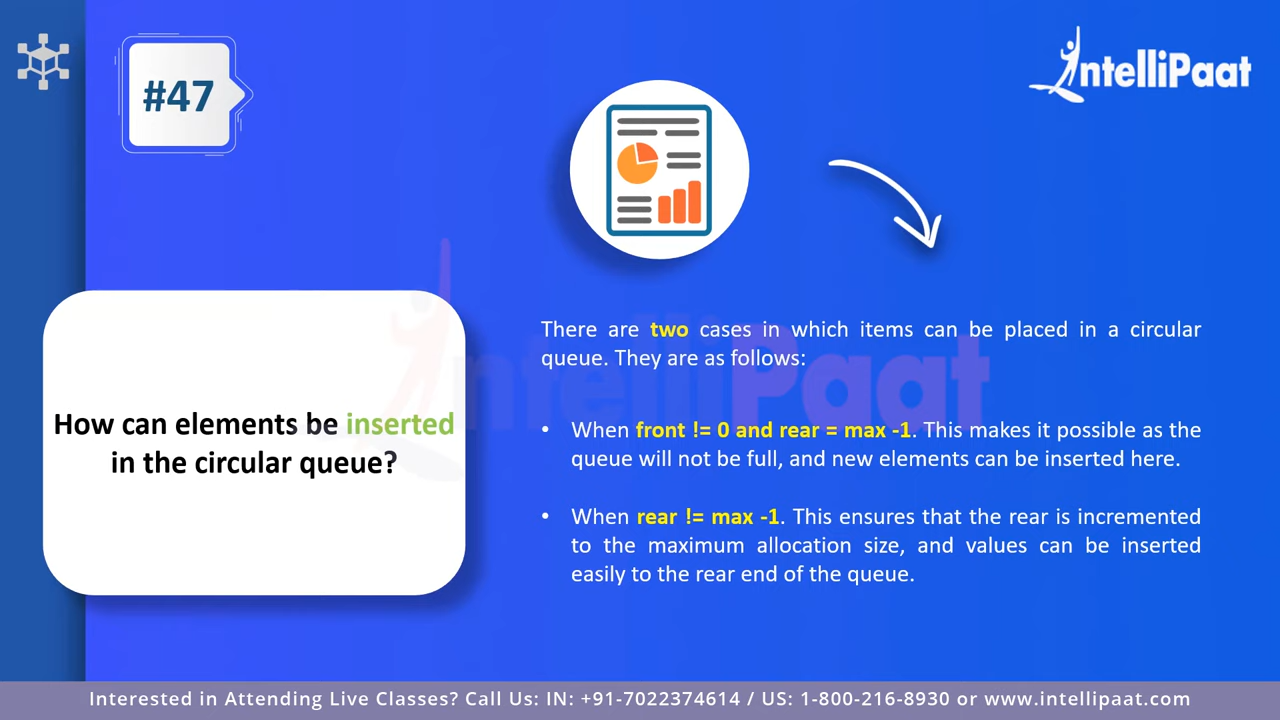 #47
IntelliPaat
There are two cases in which items can be placed in a circular
queue. They are as follows:
IntelliPaat
How can elements be inserted
in the circular queue?
• When front != 0 and rear = max -1. This makes it possible as the
queue will not be full, and new elements can be inserted here.
• When rear != max -1. This ensures that the rear is incremented
to the maximum allocation size, and values can be inserted
easily to the rear end of the queue.
Interested in Attending Live Classes? Call Us: IN: +91-7022374614 / US: 1-800-216-8930 or www.intellipaat.com